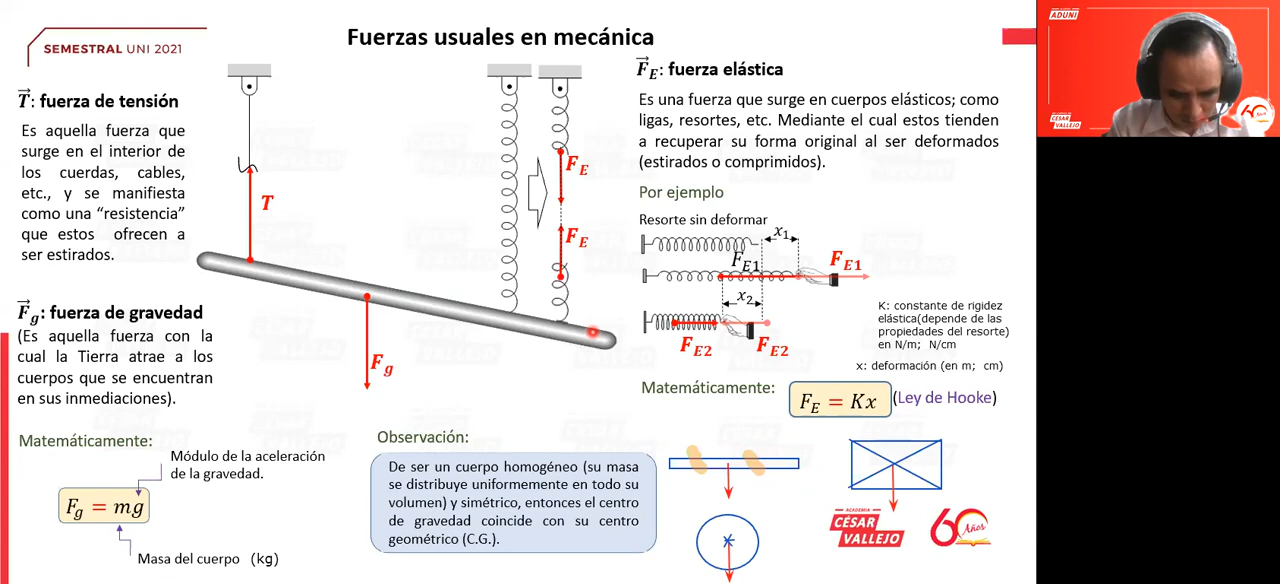 SEMESTRAL UNI 2021
Fuerzas usuales en mecánica
T: fuerza de tensión
Es aquella fuerza que
surge en el interior de
los cuerdas, cables,
etc., y se manifiesta
como una “resistencia”
que estos ofrecen a
ser estirados.
F_g: fuerza de gravedad
(Es aquella fuerza con la
cual la Tierra atrae a los
cuerpos que se encuentran
en sus inmediaciones).
Matemáticamente:
Módulo de la aceleración
de la gravedad.
F_g = mg
Masa del cuerpo (kg)
T
F_g
F_E
F_E
Observación:
De ser un cuerpo homogéneo (su masa
se distribuye uniformemente en todo su
volumen) y simétrico, entonces el centro
de gravedad coincide con su centro
geométrico (C.G.).
F_E: fuerza elástica
Es una fuerza que surge en cuerpos elásticos; como
ligas, resortes, etc. Mediante el cual estos tienden
a recuperar su forma original al ser deformados
(estirados o comprimidos).
Por ejemplo
Resorte sin deformar
x_1
F_E1
F_E1
x_2
F_E2
F_E2
K: constante de rigidez
elástica(depende de las
propiedades del resorte)
en N/m; N/cm
x: deformación (en m; cm)
Matemáticamente:
F_E = Kx
(Ley de Hooke)
ACADEMIA
CÉSAR
VALLEJO
60 Años
ADUNI
CÉSAR
VALLEJO
60